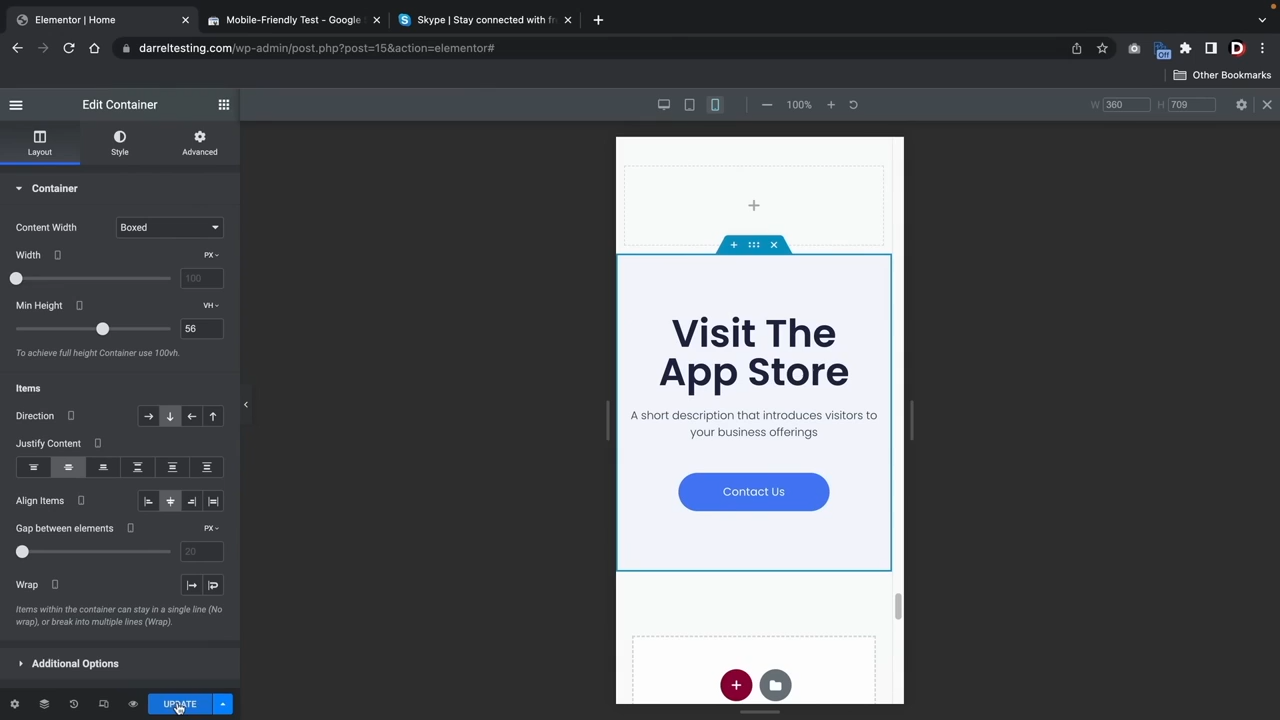 Elementor | Home
Mobile-Friendly Test - Google
Skype | Stay connected with fr
darreltesting.com/wp-admin/post.php?post=15&action=elementor#
Off
D
Other Bookmarks
Edit Container
100%
W 360 H 709
Layout Style Advanced
Container
Content Width Boxed
Width PX
100
Min Height VH
56
To achieve full height Container use 100vh.
Items
Direction
Justify Content
Align Items
Gap between elements PX
20
Wrap
Items within the container can stay in a single line (No
wrap), or break into multiple lines (Wrap).
Additional Options
UPDATE
Visit The
App Store
A short description that introduces visitors to
your business offerings
Contact Us